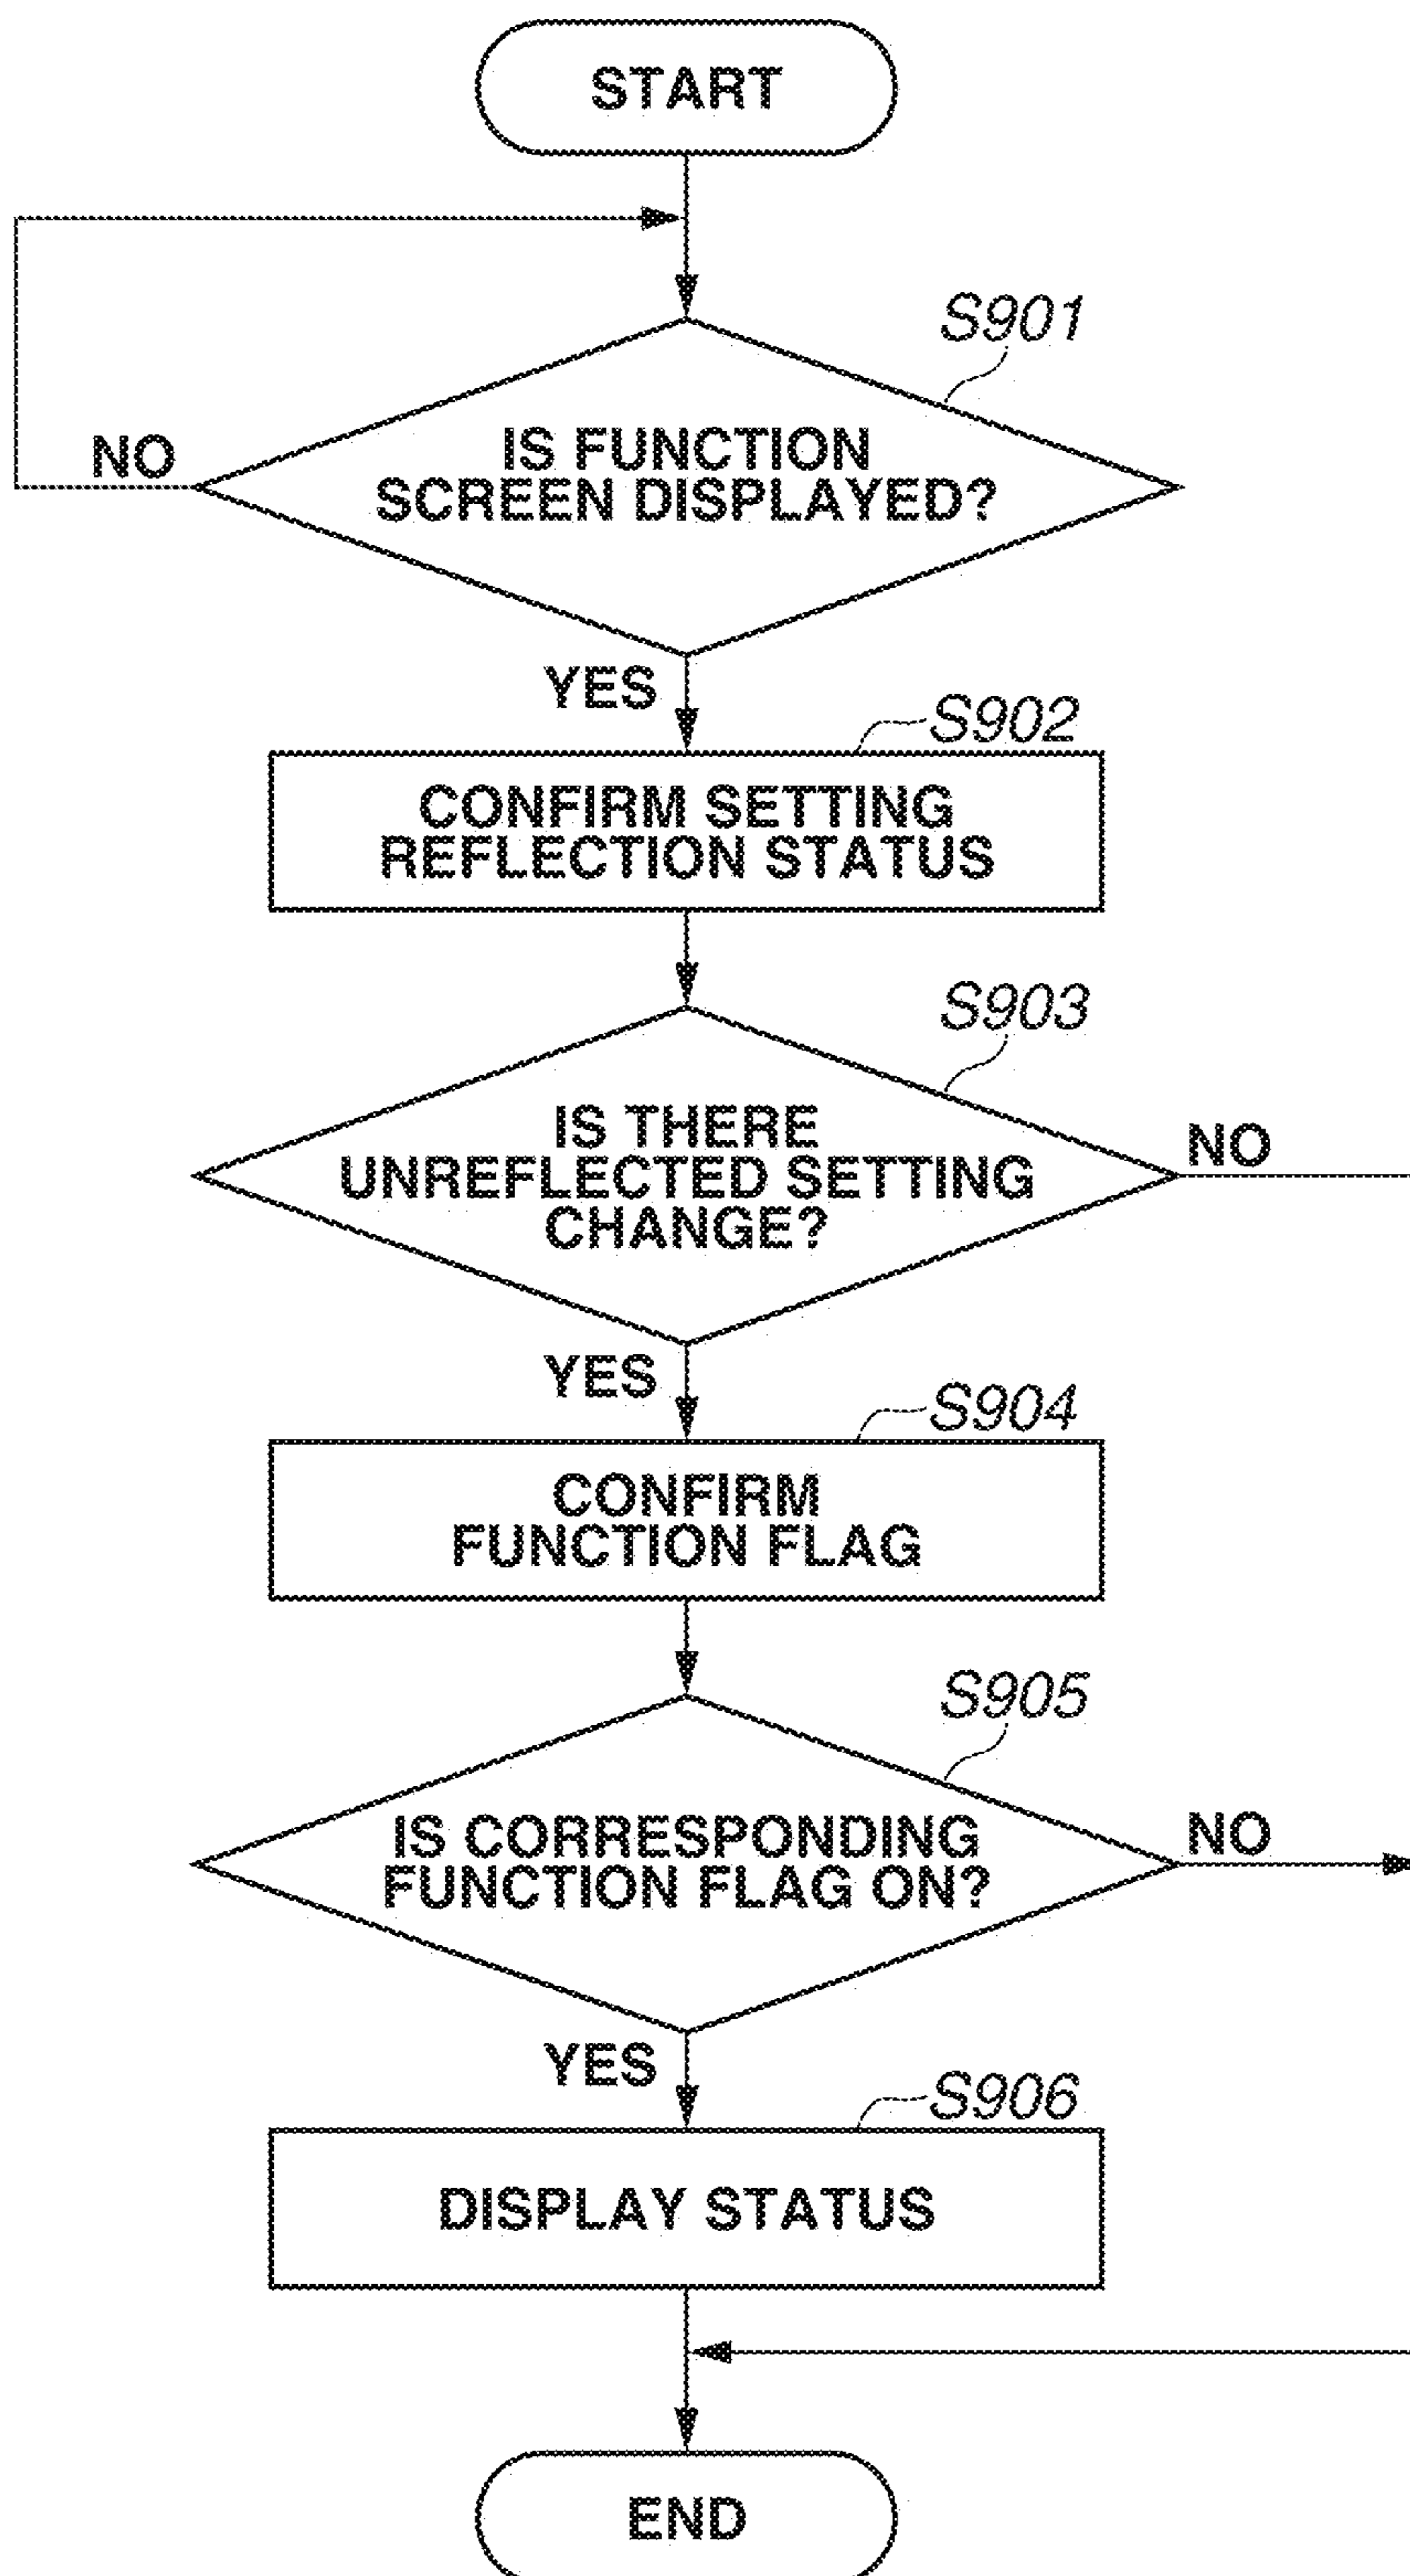 START
S901
IS FUNCTION
SCREEN DISPLAYED?
NO
YES
S902
CONFIRM SETTING
REFLECTION STATUS
S903
IS THERE
UNREFLECTED SETTING
CHANGE?
NO
YES
S904
CONFIRM
FUNCTION FLAG
S905
IS CORRESPONDING
FUNCTION FLAG ON?
NO
YES
S906
DISPLAY STATUS
END